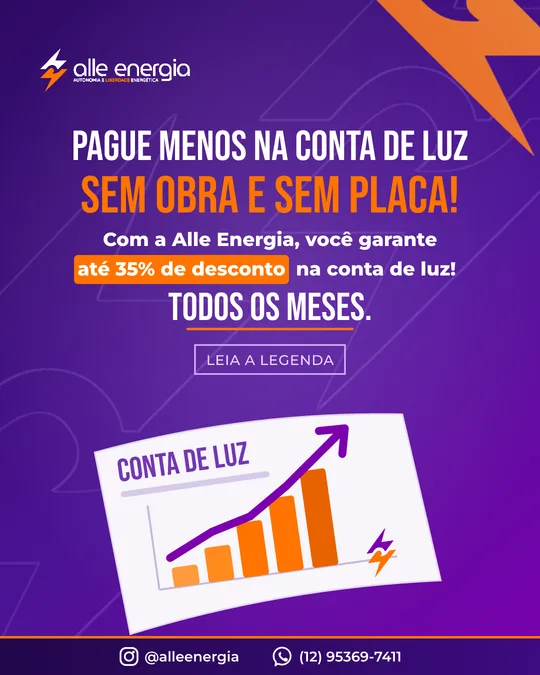 alle energia
AUTONOMIA E LIBERDADE ENERGÉTICA
PAGUE MENOS NA CONTA DE LUZ
SEM OBRA E SEM PLACA!
Com a Alle Energia, você garante
até 35% de desconto na conta de luz!
TODOS OS MESES.
LEIA A LEGENDA
CONTA DE LUZ
@alleenergia (12) 95369-7411